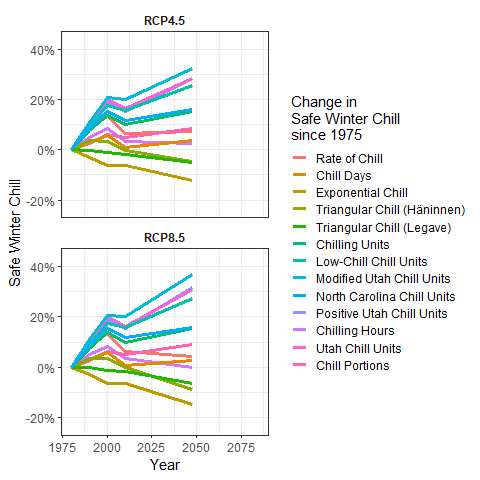 RCP4.5
40%
20%
0%
-20%
RCP8.5
40%
20%
0%
-20%
1975
2000
2025
2050
2075
Year
Safe Winter Chill
Change in
Safe Winter Chill
since 1975
Rate of Chill
Chill Days
Exponential Chill
Triangular Chill (Häninnen)
Triangular Chill (Legave)
Chilling Units
Low-Chill Chill Units
Modified Utah Chill Units
North Carolina Chill Units
Positive Utah Chill Units
Chilling Hours
Utah Chill Units
Chill Portions